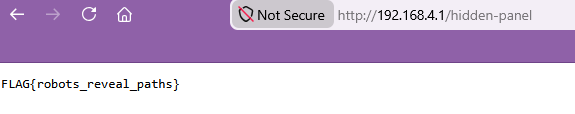 Not Secure http://192.168.4.1/hidden-panel
FLAG{robots_reveal_paths}